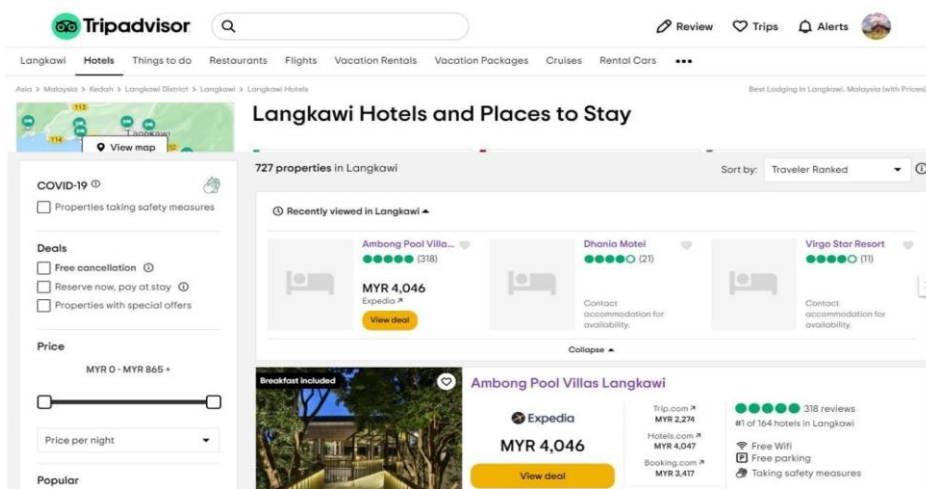 Tripadvisor
Review
Trips
Alerts
Langkawi Hotels Things to do Restaurants Flights Vacation Rentals Vacation Packages Cruises Rental Cars •••
Asia > Malaysia > Kedah > Langkawi District > Langkawi > Langkawi Hotels
Best Lodging in Langkawi, Malaysia (with Prices)
112
114
View map
Langkawi Hotels and Places to Stay
727 properties in Langkawi
Sort by: Traveler Ranked
COVID-19
Properties taking safety measures
Deals
Free cancellation
Reserve now, pay at stay
Properties with special offers
Price
MYR 0 - MYR 865 +
Price per night
Popular
Recently viewed in Langkawi
Ambong Pool Villa...
(318)
MYR 4,046
Expedia
View deal
Dhania Motel
(21)
Contact
accommodation for
availability.
Virgo Star Resort
(11)
Contact
accommodation for
availability.
Collapse
Breakfast included
Ambong Pool Villas Langkawi
Expedia
MYR 4,046
View deal
Trip.com
MYR 2,274
Hotels.com
MYR 4,047
Booking.com
MYR 3,417
318 reviews
#1 of 164 hotels in Langkawi
Free Wifi
P Free parking
Taking safety measures